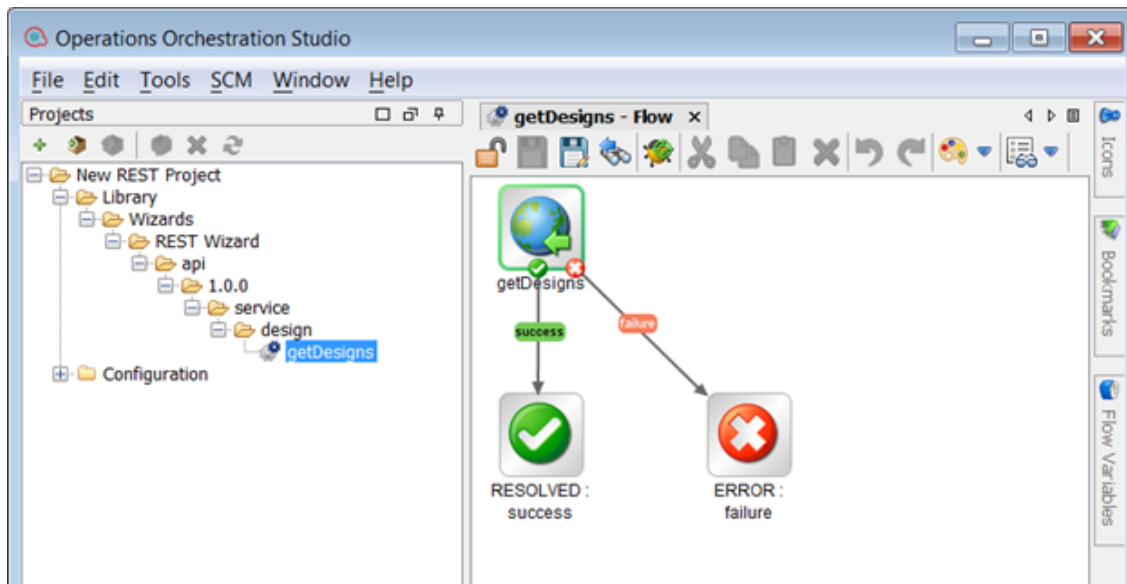 Operations Orchestration Studio
File Edit Tools SCM Window Help
Projects
New REST Project
Library
Wizards
REST Wizard
api
1.0.0
service
design
getDesigns
Configuration
getDesigns - Flow
getDesigns
success
failure
RESOLVED :
success
ERROR :
failure
Icons
Bookmarks
Flow Variables